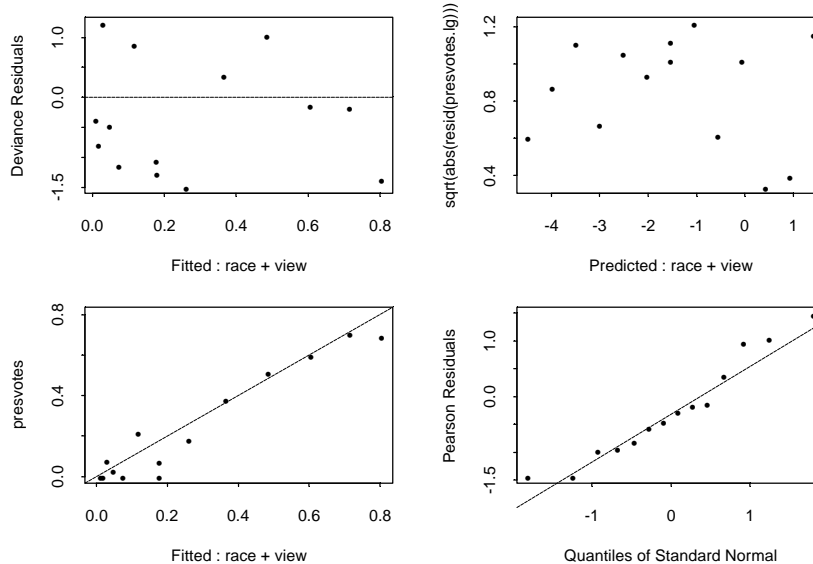 Deviance Residuals
1.0
0.0
-1.5
0.0 0.2 0.4 0.6 0.8
Fitted : race + view
sqrt(abs(resid(presvotes.lg)))
1.2
0.8
0.4
-4 -3 -2 -1 0 1
Predicted : race + view
presvotes
0.8
0.4
0.0
0.0 0.2 0.4 0.6 0.8
Fitted : race + view
Pearson Residuals
1.0
0.0
-1.5
-1 0 1
Quantiles of Standard Normal